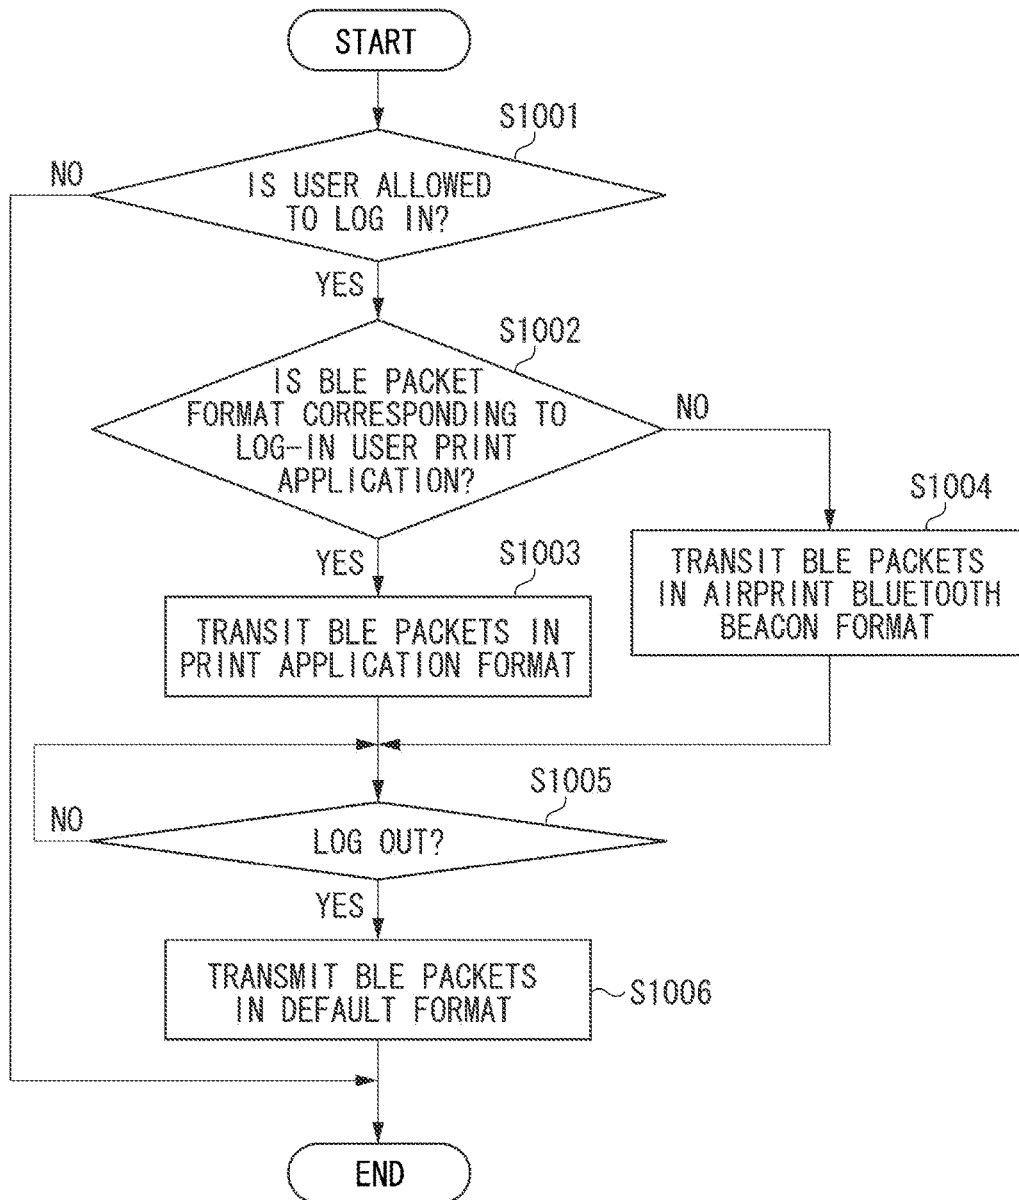 START
S1001
NO
IS USER ALLOWED
TO LOG IN?
YES
S1002
IS BLE PACKET
FORMAT CORRESPONDING TO
LOG-IN USER PRINT
APPLICATION?
NO
S1004
YES
S1003
TRANSIT BLE PACKETS
IN AIRPRINT BLUETOOTH
BEACON FORMAT
TRANSIT BLE PACKETS IN
PRINT APPLICATION FORMAT
S1005
NO
LOG OUT?
YES
TRANSMIT BLE PACKETS
IN DEFAULT FORMAT
S1006
END